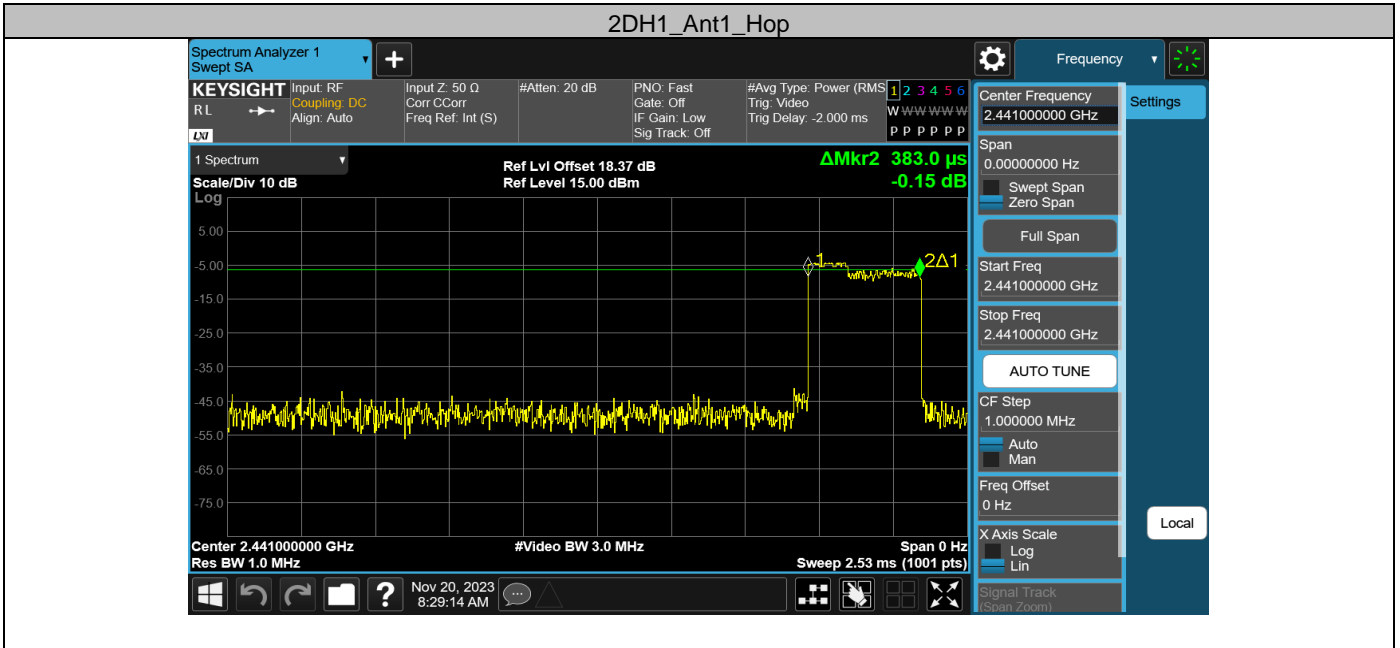 2DH1_Ant1_Hop
Spectrum Analyzer 1
Swept SA
Frequency
KEYSIGHT
RL
LXI
Input: RF
Coupling: DC
Align: Auto
Input Z: 50 Ω
Corr CCorr
Freq Ref: Int (S)
#Atten: 20 dB
PNO: Fast
Gate: Off
IF Gain: Low
Sig Track: Off
#Avg Type: Power (RMS
Trig: Video
Trig Delay: -2.000 ms
1 2 3 4 5 6
W W W W W W
P P P P P P
1 Spectrum
Scale/Div 10 dB
Log
Ref Lvl Offset 18.37 dB
Ref Level 15.00 dBm
ΔMkr2 383.0 µs
-0.15 dB
5.00
-5.00
-15.0
-25.0
-35.0
-45.0
-55.0
-65.0
-75.0
1
2Δ1
Center 2.441000000 GHz
Res BW 1.0 MHz
#Video BW 3.0 MHz
Span 0 Hz
Sweep 2.53 ms (1001 pts)
Center Frequency
2.441000000 GHz
Span
0.00000000 Hz
Swept Span
Zero Span
Full Span
Start Freq
2.441000000 GHz
Stop Freq
2.441000000 GHz
AUTO TUNE
CF Step
1.000000 MHz
Auto
Man
Freq Offset
0 Hz
X Axis Scale
Log
Lin
Signal Track
(Span Zoom)
Settings
Local
?
Nov 20, 2023
8:29:14 AM